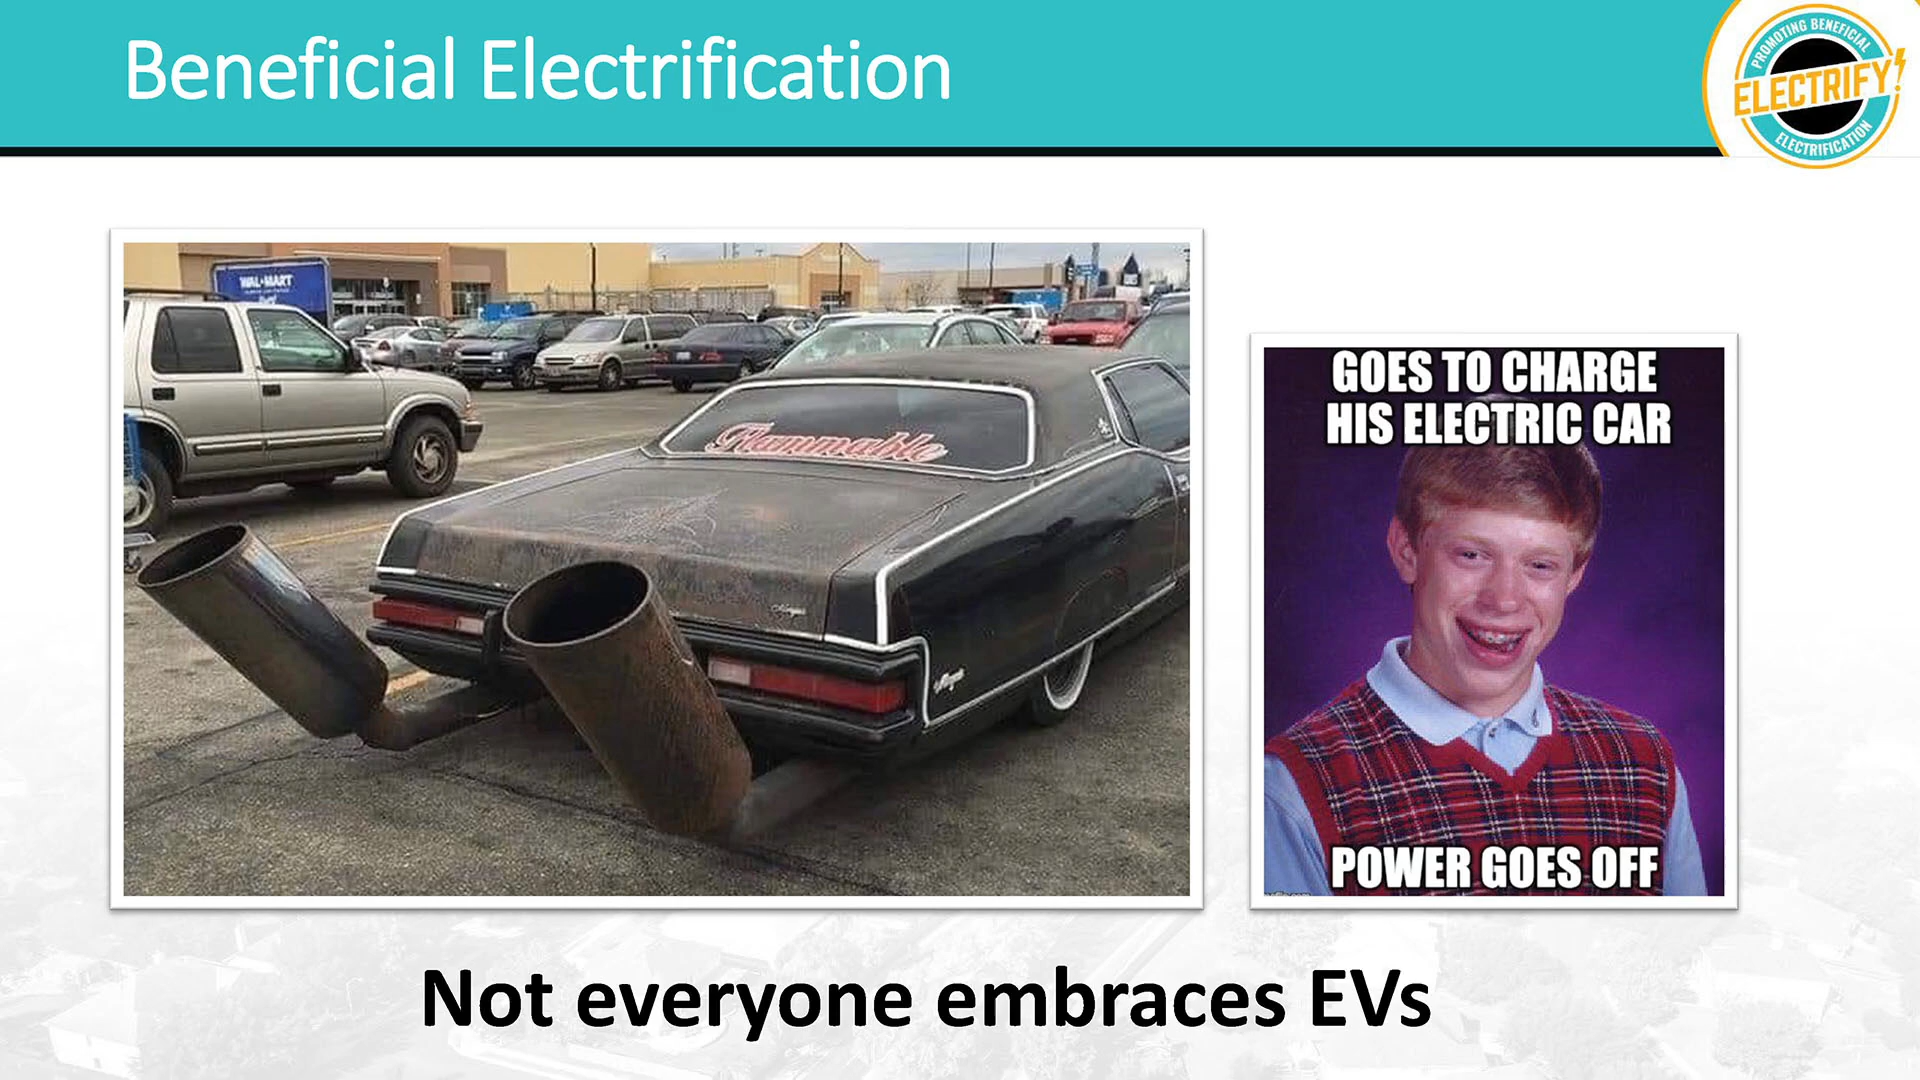 Beneficial Electrification
PROMOTING BENEFICIAL
ELECTRIFY!
ELECTRIFICATION
WAL-MART
Flammable
GOES TO CHARGE
HIS ELECTRIC CAR
POWER GOES OFF
Not everyone embraces EVs